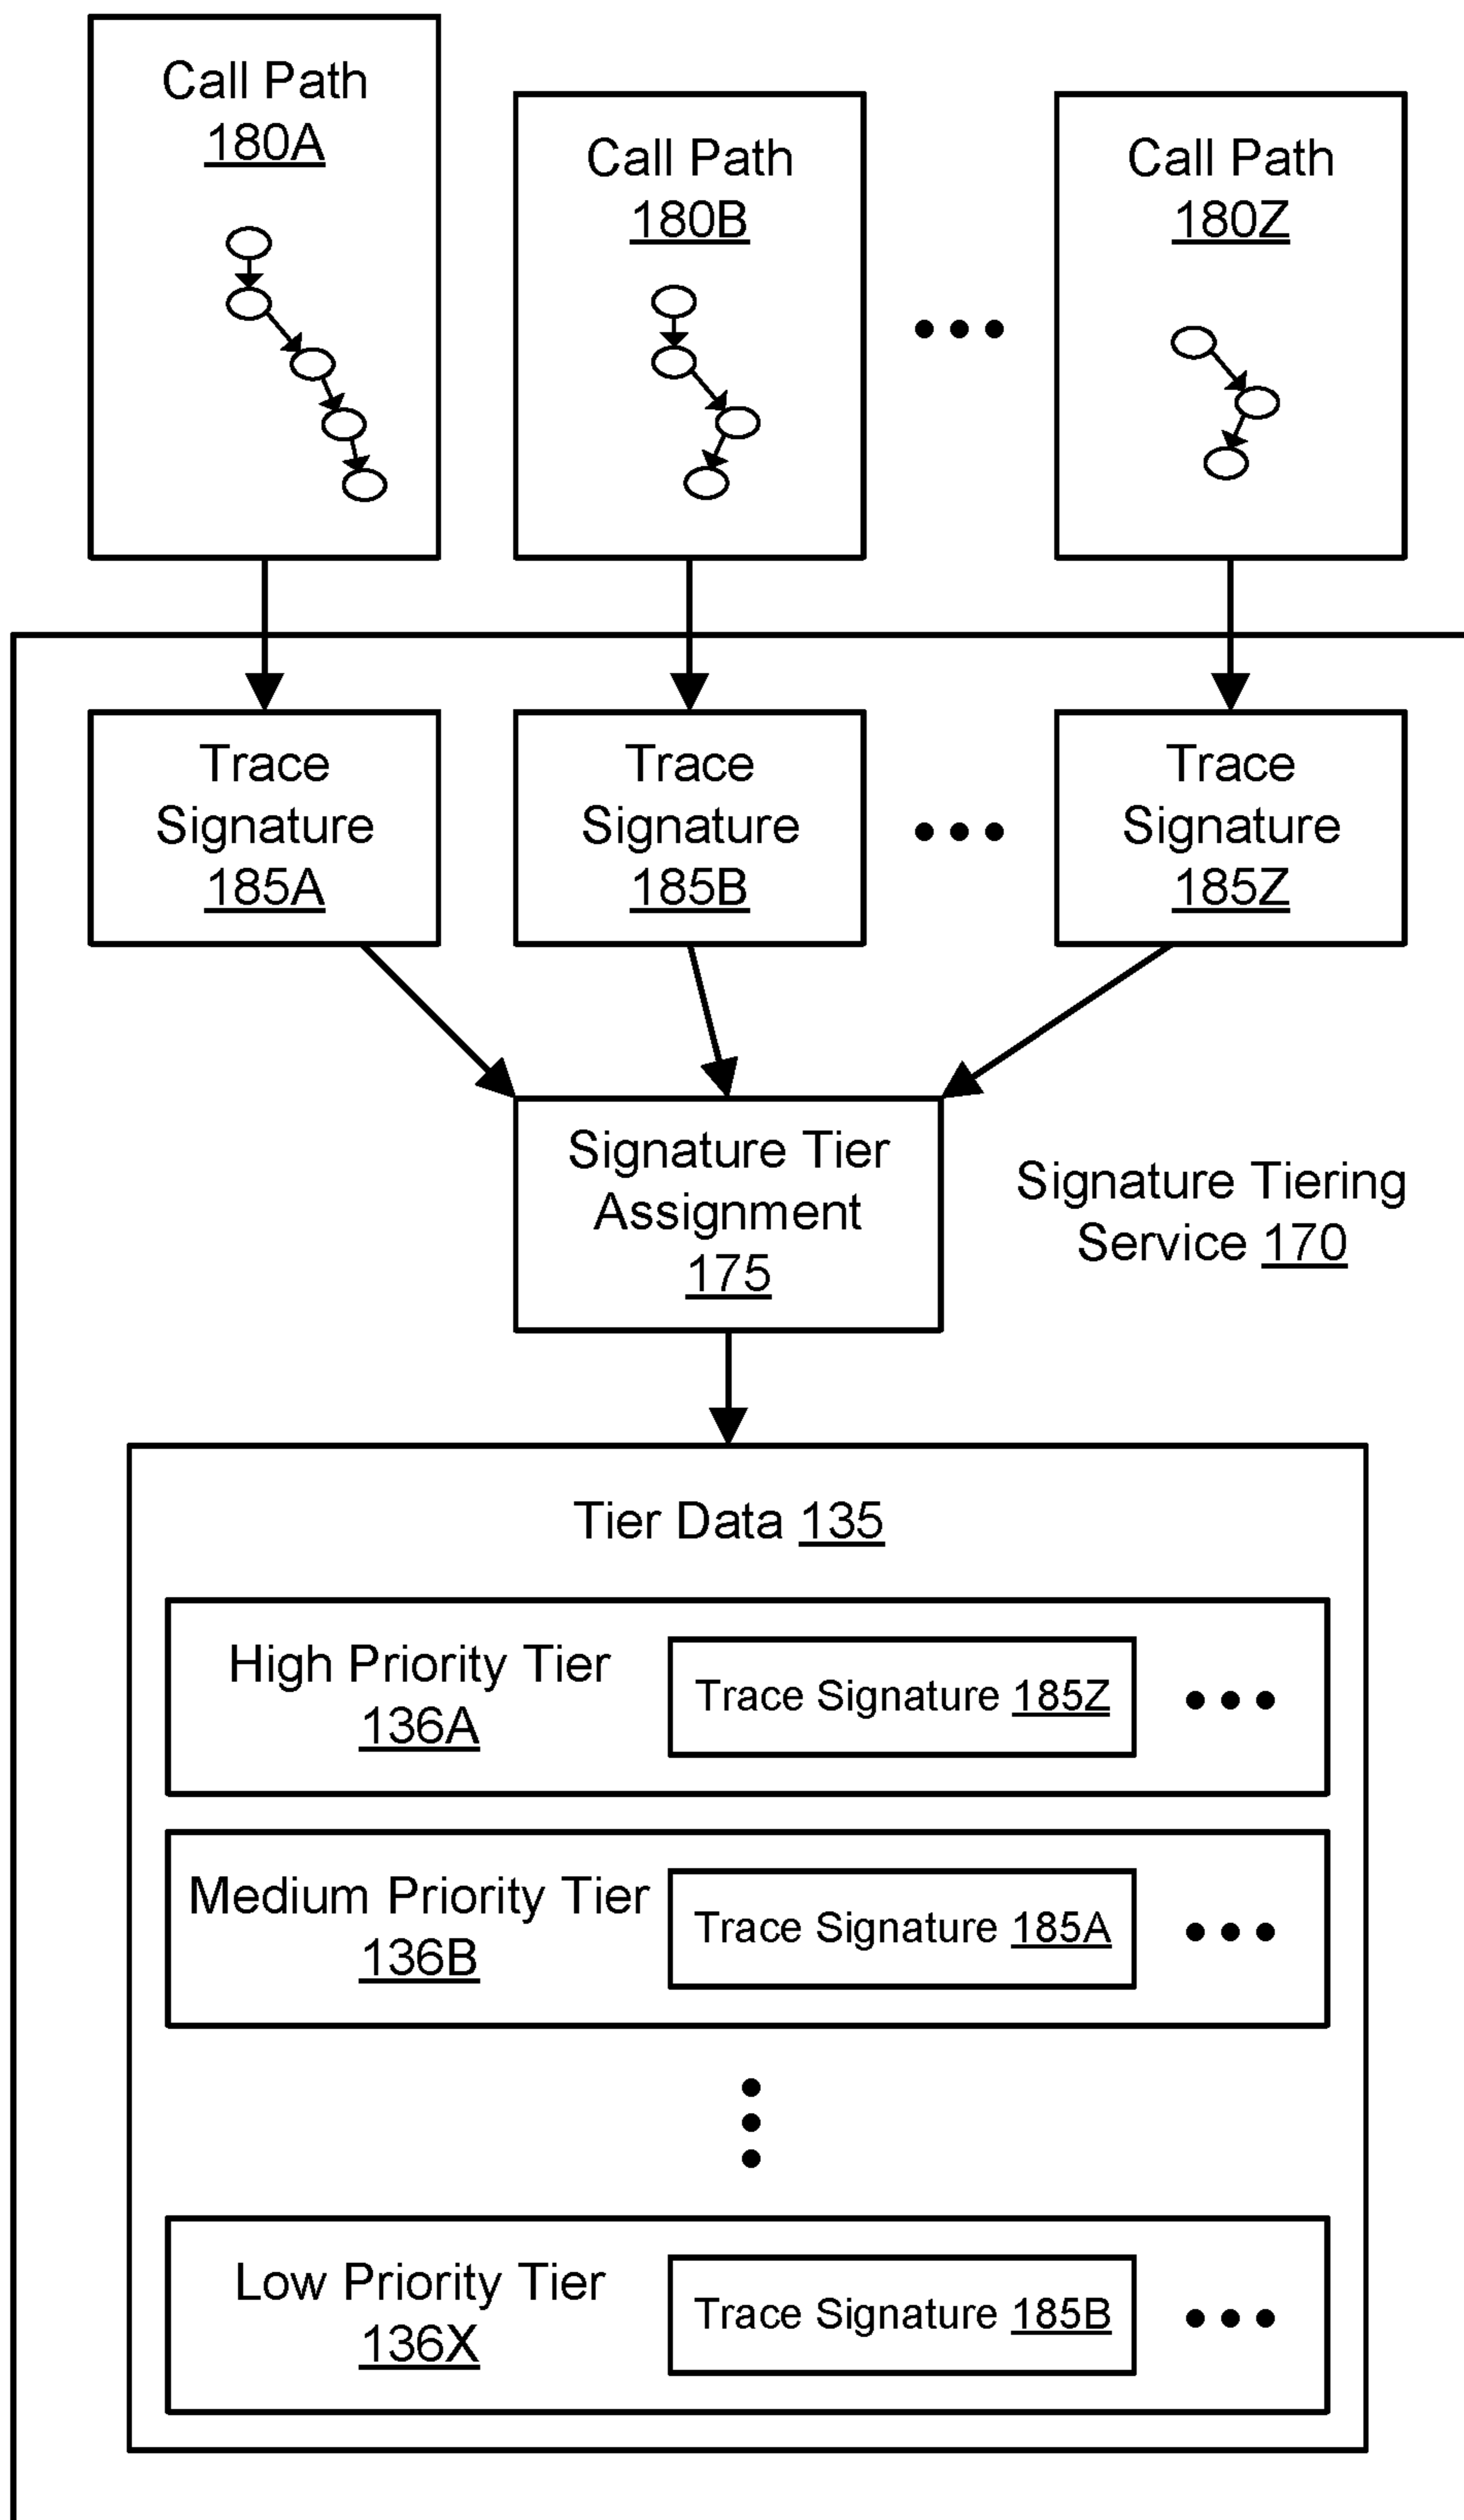 Call Path
180A
Call Path
180B
Call Path
180Z
Trace
Signature
185A
Trace
Signature
185B
Trace
Signature
185Z
Signature Tier
Assignment
175
Signature Tiering
Service 170
Tier Data 135
High Priority Tier
136A
Trace Signature 185Z
Medium Priority Tier
136B
Trace Signature 185A
Low Priority Tier
136X
Trace Signature 185B